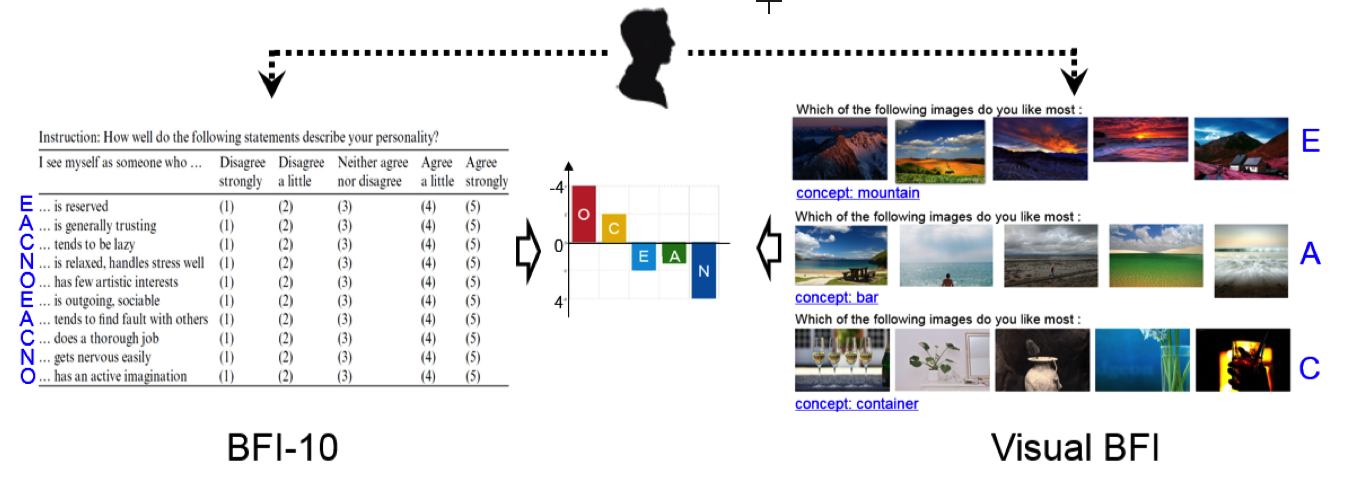 Instruction: How well do the following statements describe your personality?
I see myself as someone who ... Disagree strongly Disagree a little Neither agree nor disagree Agree a little Agree strongly
E ... is reserved (1) (2) (3) (4) (5)
A ... is generally trusting (1) (2) (3) (4) (5)
C ... tends to be lazy (1) (2) (3) (4) (5)
N ... is relaxed, handles stress well (1) (2) (3) (4) (5)
O ... has few artistic interests (1) (2) (3) (4) (5)
E ... is outgoing, sociable (1) (2) (3) (4) (5)
A ... tends to find fault with others (1) (2) (3) (4) (5)
C ... does a thorough job (1) (2) (3) (4) (5)
N ... gets nervous easily (1) (2) (3) (4) (5)
O ... has an active imagination (1) (2) (3) (4) (5)
BFI-10
-4
0
4
O
C
E
A
N
Which of the following images do you like most :
E
concept: mountain
Which of the following images do you like most :
A
concept: bar
Which of the following images do you like most :
C
concept: container
Visual BFI